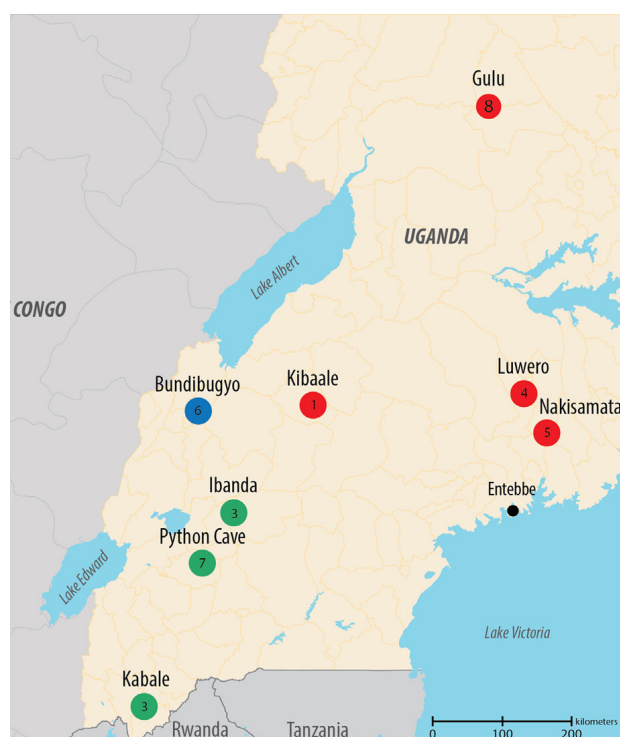 Gulu
8
UGANDA
Lake Albert
CONGO
Bundibugyo
6
Kibaale
1
Luwero
4
Nakisamata
5
Ibanda
3
Entebbe
Python Cave
7
Lake Edward
Lake Victoria
Kabale
3
Rwanda
Tanzania
kilometers
0 100 200